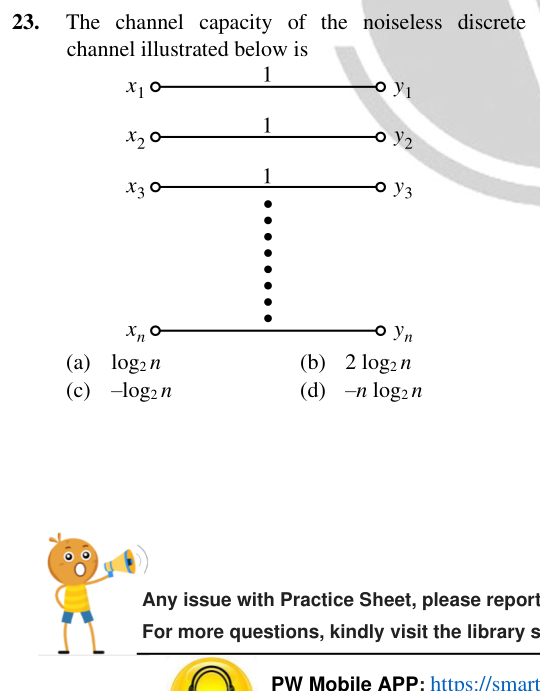 23. The channel capacity of the noiseless discrete
channel illustrated below is
1
x₁ y₁
1
x₂ y₂
1
x₃ y₃
xₙ yₙ
(a) log₂ n (b) 2 log₂ n
(c) –log₂ n (d) –n log₂ n
Any issue with Practice Sheet, please report
For more questions, kindly visit the library s
PW Mobile APP: https://smart